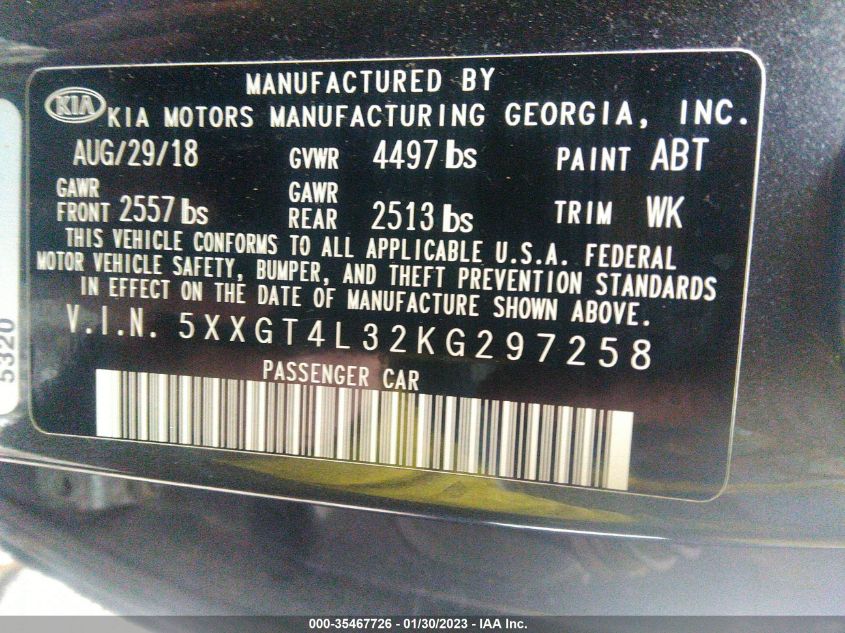 MANUFACTURED BY
KIA KIA MOTORS MANUFACTURING GEORGIA, INC.
AUG/29/18 GVWR 4497 lbs PAINT ABT
GAWR FRONT 2557 lbs GAWR REAR 2513 lbs TRIM WK
THIS VEHICLE CONFORMS TO ALL APPLICABLE U.S.A. FEDERAL
MOTOR VEHICLE SAFETY, BUMPER, AND THEFT PREVENTION STANDARDS
IN EFFECT ON THE DATE OF MANUFACTURE SHOWN ABOVE.
V.I.N. 5XXGT4L32KG297258
PASSENGER CAR
5320
000-35467726 - 01/30/2023 - IAA Inc.